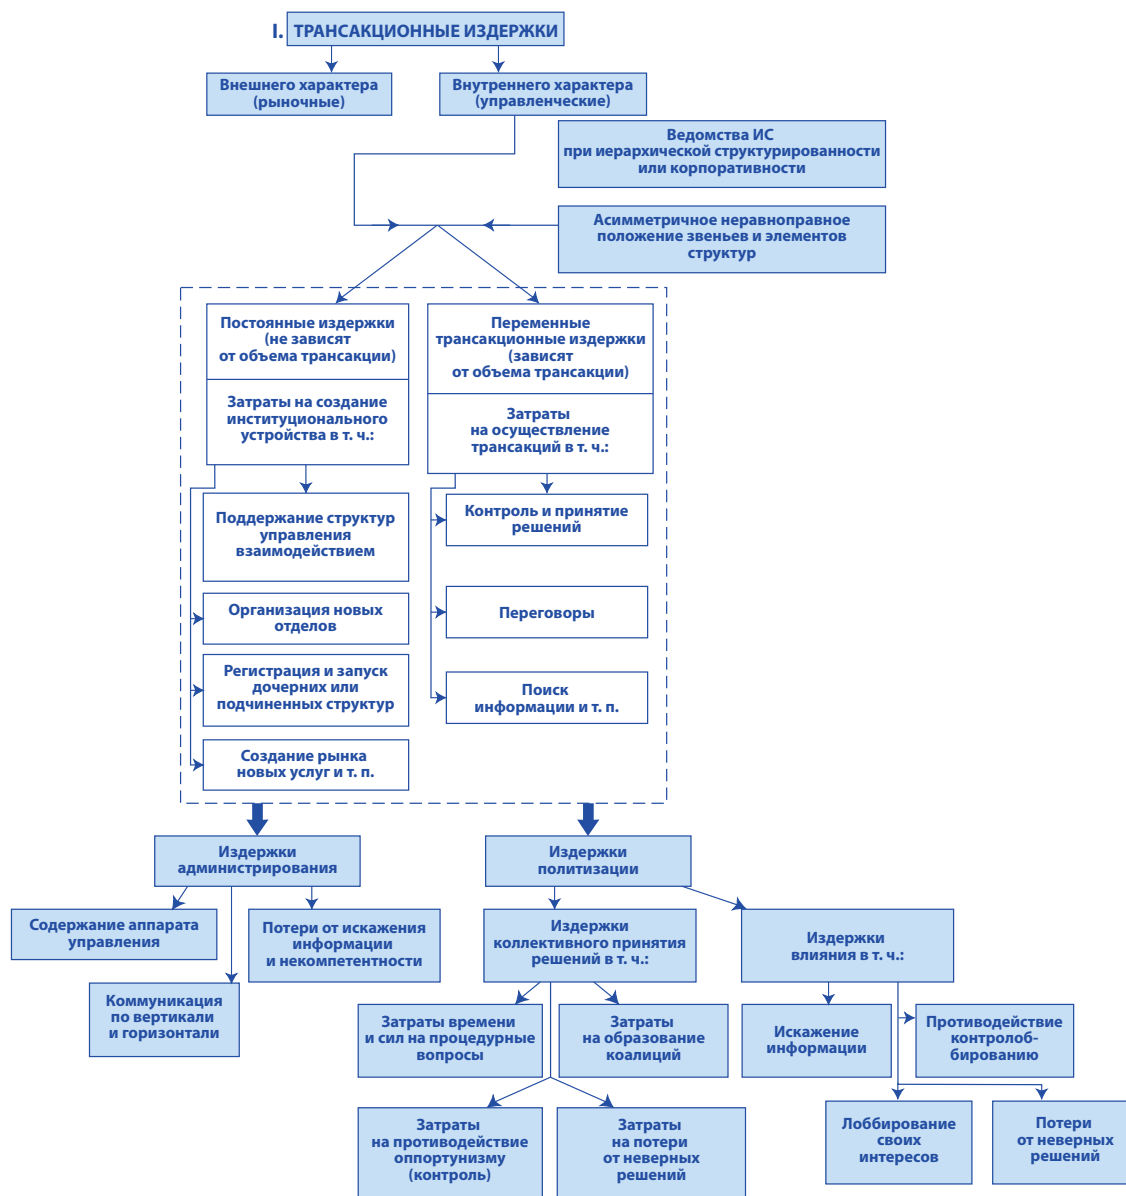 I. ТРАНСАКЦИОННЫЕ ИЗДЕРЖКИ
Внешнего характера
(рыночные)
Внутреннего характера
(управленческие)
Ведомства ИС
при иерархической структурированности
или корпоративности
Асимметричное неравноправное
положение звеньев и элементов
структур
Постоянные издержки
(не зависят
от объема трансакции)
Затраты на создание
институционального
устройства в т. ч.:
Переменные
трансакционные издержки
(зависят
от объема трансакции)
Затраты
на осуществление
трансакций в т. ч.:
Поддержание структур
управления
взаимодействием
Организация новых
отделов
Регистрация и запуск
дочерних или
подчиненных структур
Создание рынка
новых услуг и т. п.
Контроль и принятие
решений
Переговоры
Поиск
информации и т. п.
Издержки
администрирования
Издержки
политизации
Содержание аппарата
управления
Потери от искажения
информации
и некомпетентности
Коммуникация
по вертикали
и горизонтали
Издержки
коллективного принятия
решений в т. ч.:
Издержки
влияния в т. ч.:
Затраты времени
и сил на процедурные
вопросы
Затраты
на образование
коалиций
Искажение
информации
Противодействие
контролоб-
бированию
Затраты
на противодействие
оппортунизму
(контроль)
Затраты
на потери
от неверных
решений
Лоббирование
своих
интересов
Потери
от неверных
решений